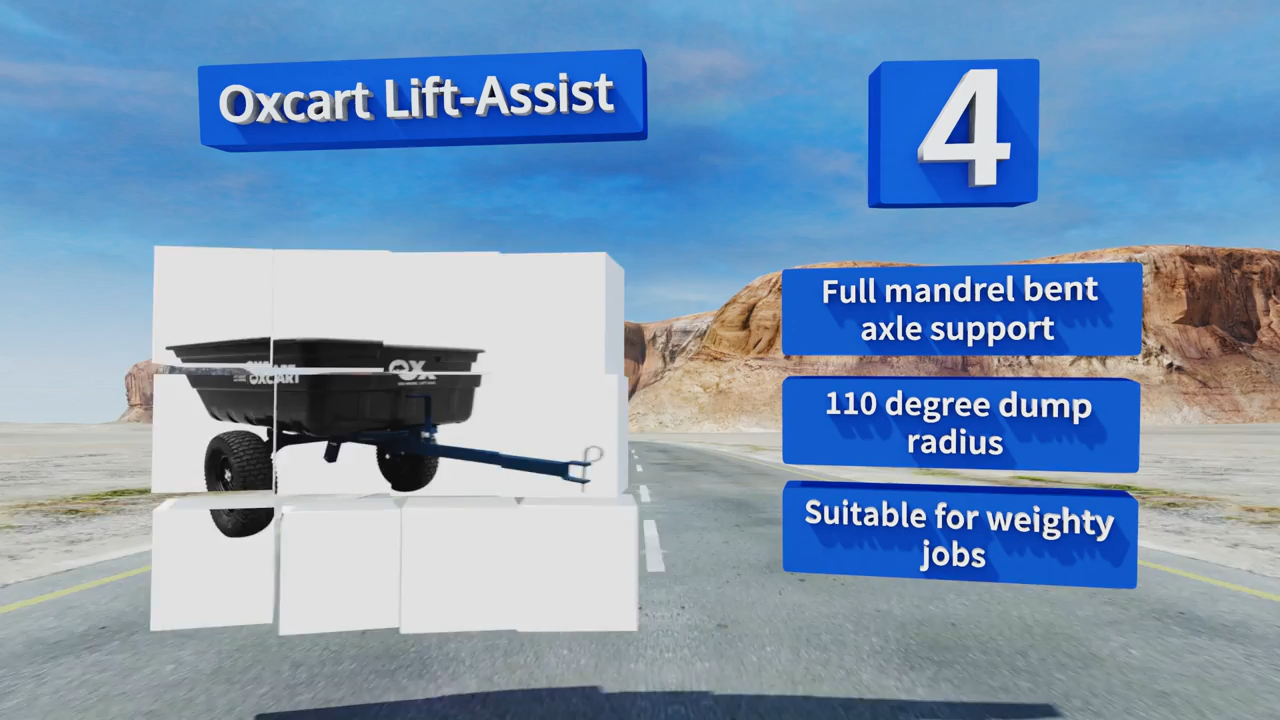 Oxcart Lift-Assist
4
OXCART
OX
Full mandrel bent
axle support
110 degree dump
radius
Suitable for weighty
jobs